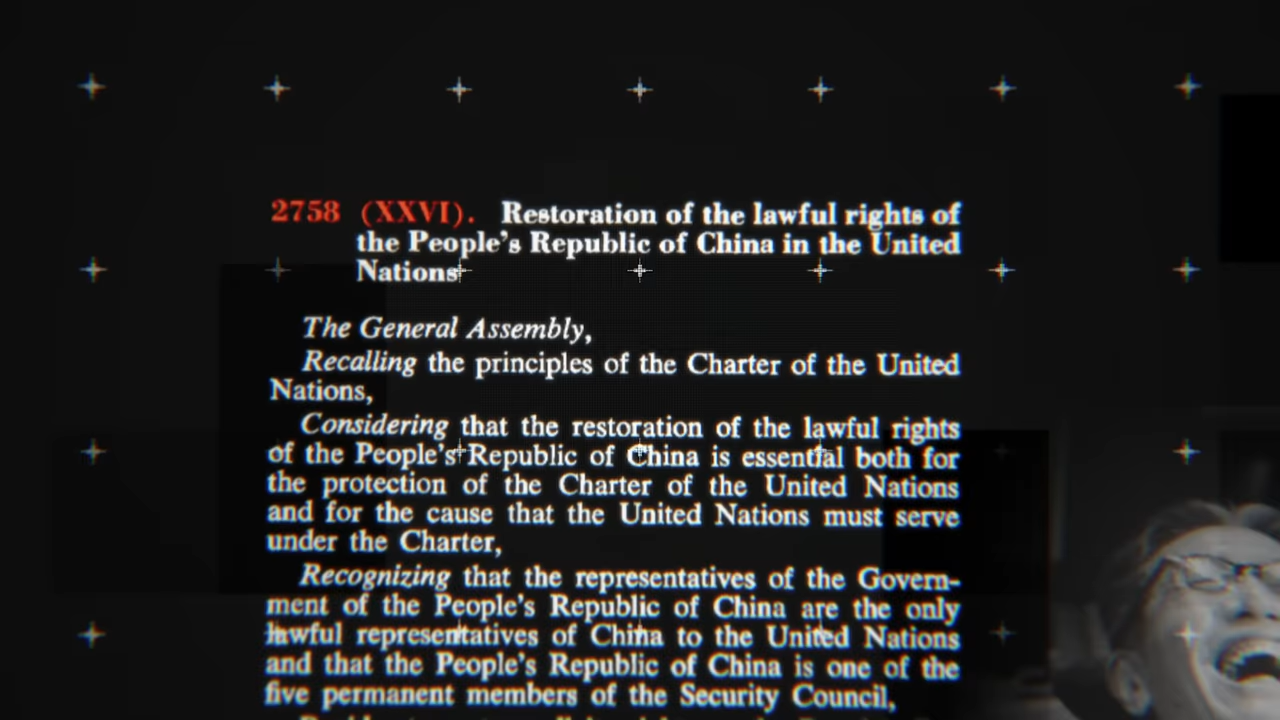 2758 (XXVI). Restoration of the lawful rights of
the People's Republic of China in the United
Nations
The General Assembly,
Recalling the principles of the Charter of the United
Nations,
Considering that the restoration of the lawful rights
of the People's Republic of China is essential both for
the protection of the Charter of the United Nations
and for the cause that the United Nations must serve
under the Charter,
Recognizing that the representatives of the Govern-
ment of the People's Republic of China are the only
lawful representatives of China to the United Nations
and that the People's Republic of China is one of the
five permanent members of the Security Council,